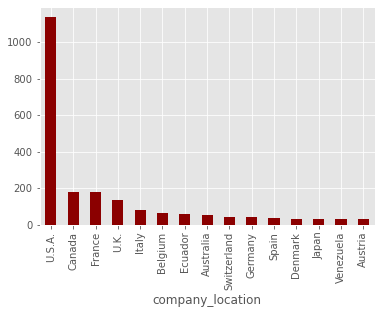 1000
800
600
400
200
0
U.S.A.
Canada
France
U.K.
Italy
Belgium
Ecuador
Australia
Switzerland
Germany
Spain
Denmark
Japan
Venezuela
Austria
company_location